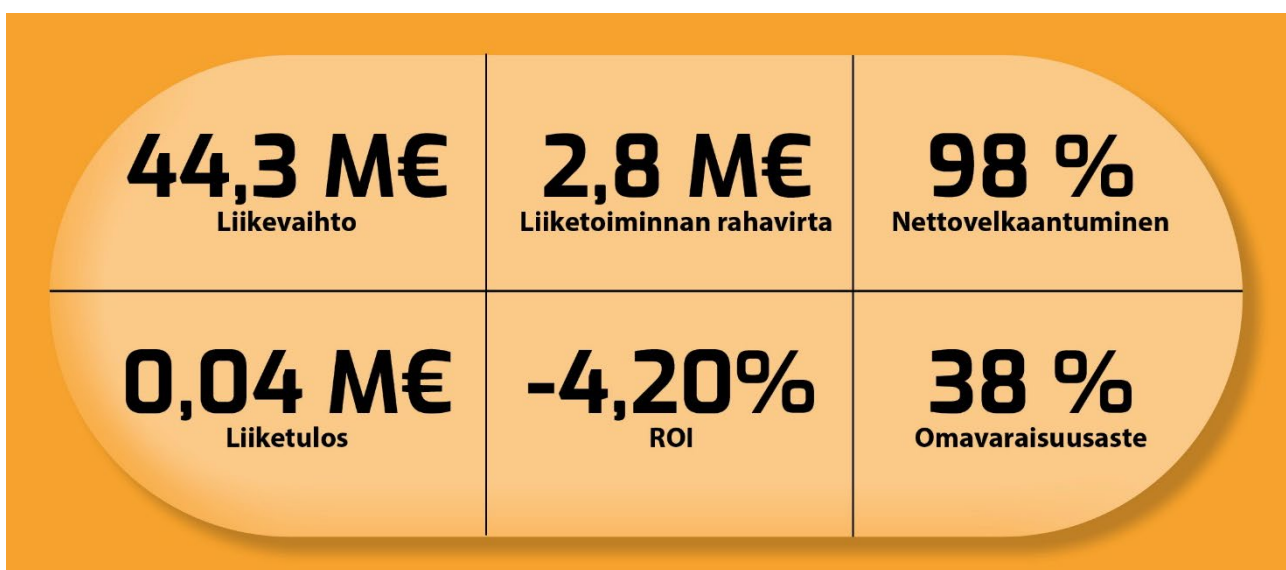 44,3 M€
Liikevaihto
2,8 M€
Liiketoiminnan rahavirta
98 %
Nettovelkaantuminen
0,04 M€
Liiketulos
-4,20%
ROI
38 %
Omavaraisuusaste